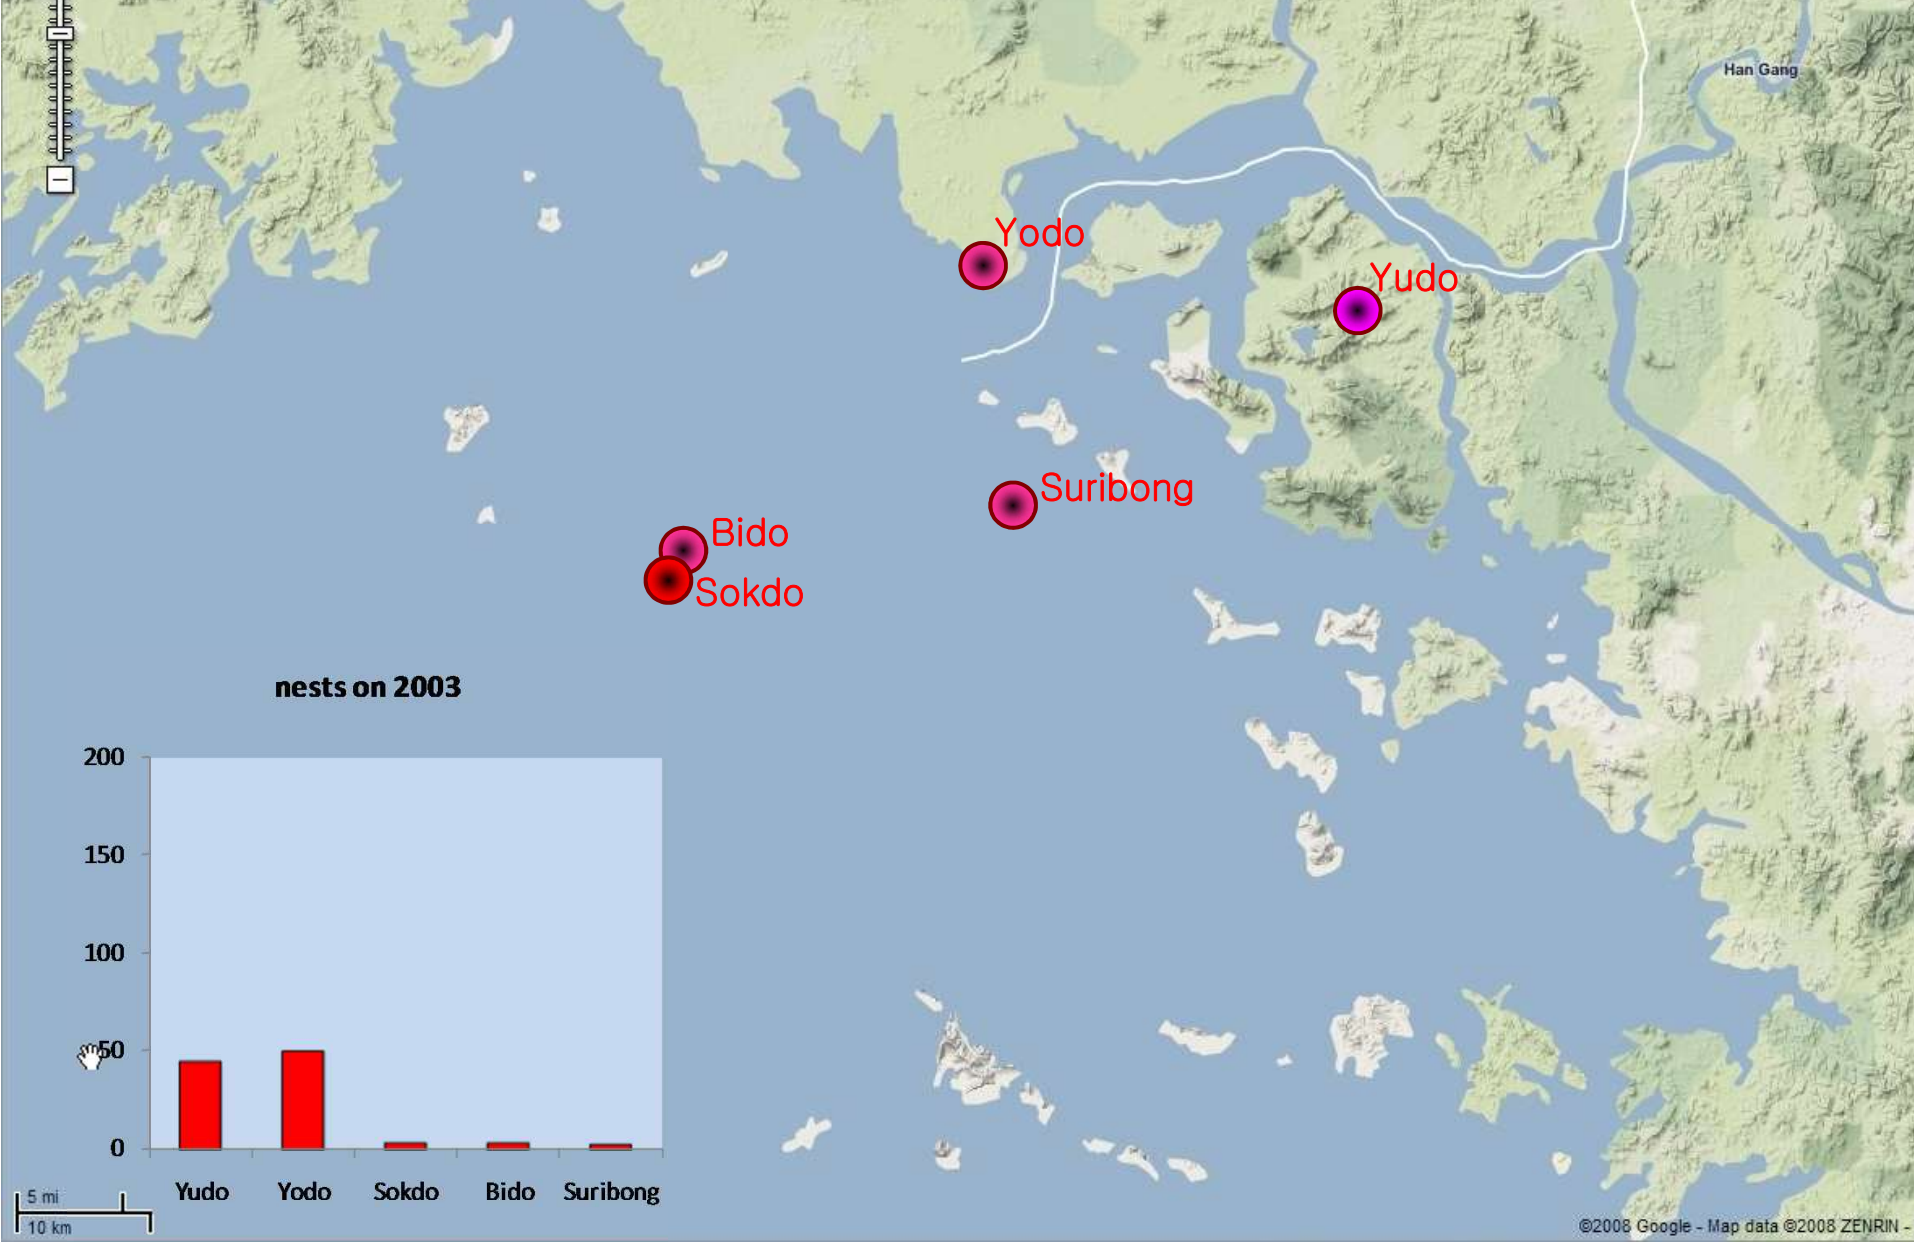 Han Gang
Yodo
Yudo
Suribong
Bido
Sokdo
nests on 2003
200
150
100
50
0
Yudo Yodo Sokdo Bido Suribong
5 mi
10 km
©2008 Google - Map data ©2008 ZENRIN -